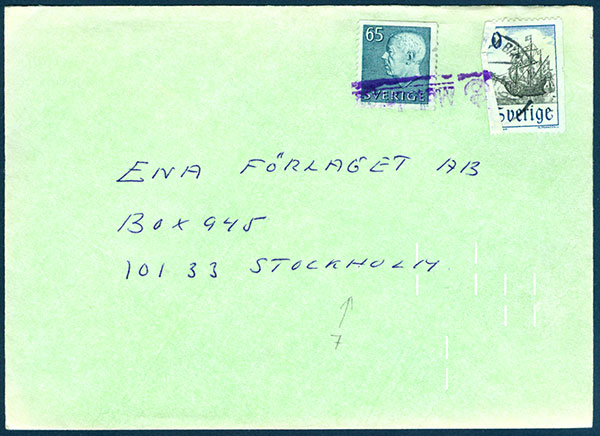 65
SVERIGE
Sverige
ENA FÖRLAGET AB
BOX 945
101 33 STOCKHOLM
7